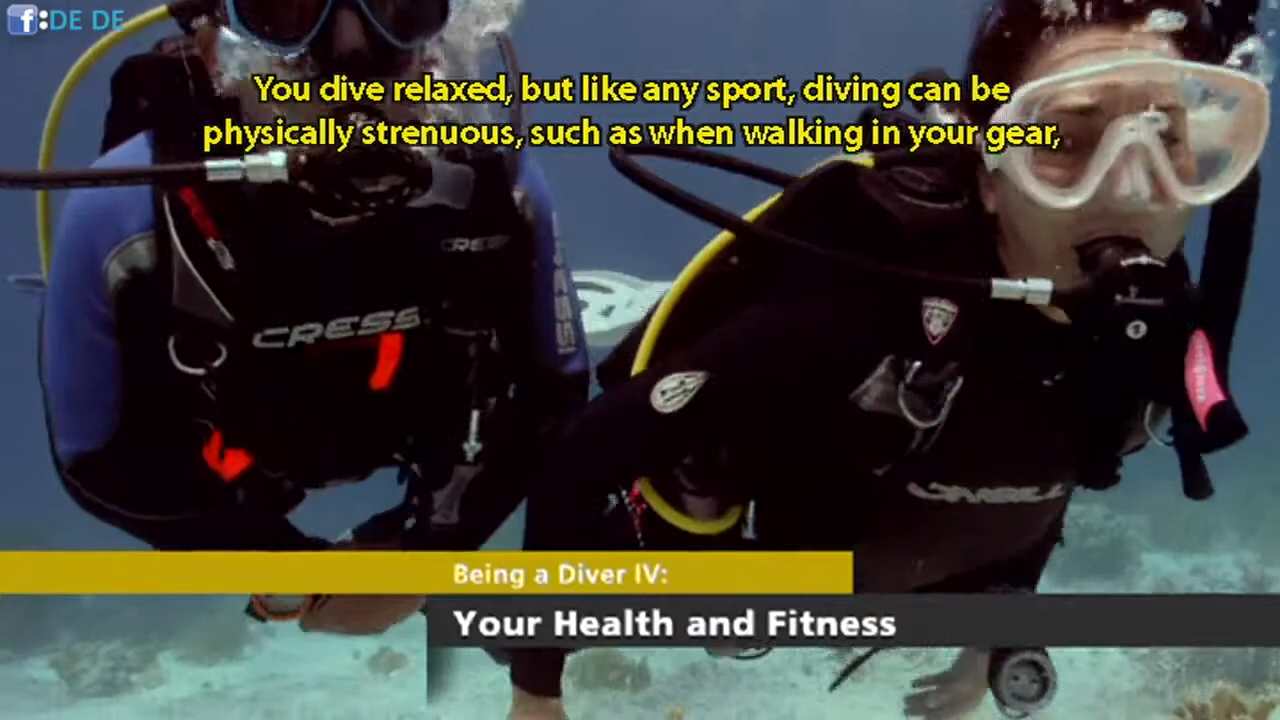 f:DE DE
You dive relaxed, but like any sport, diving can be
physically strenuous, such as when walking in your gear,
CRES
CRESS
Being a Diver IV:
Your Health and Fitness